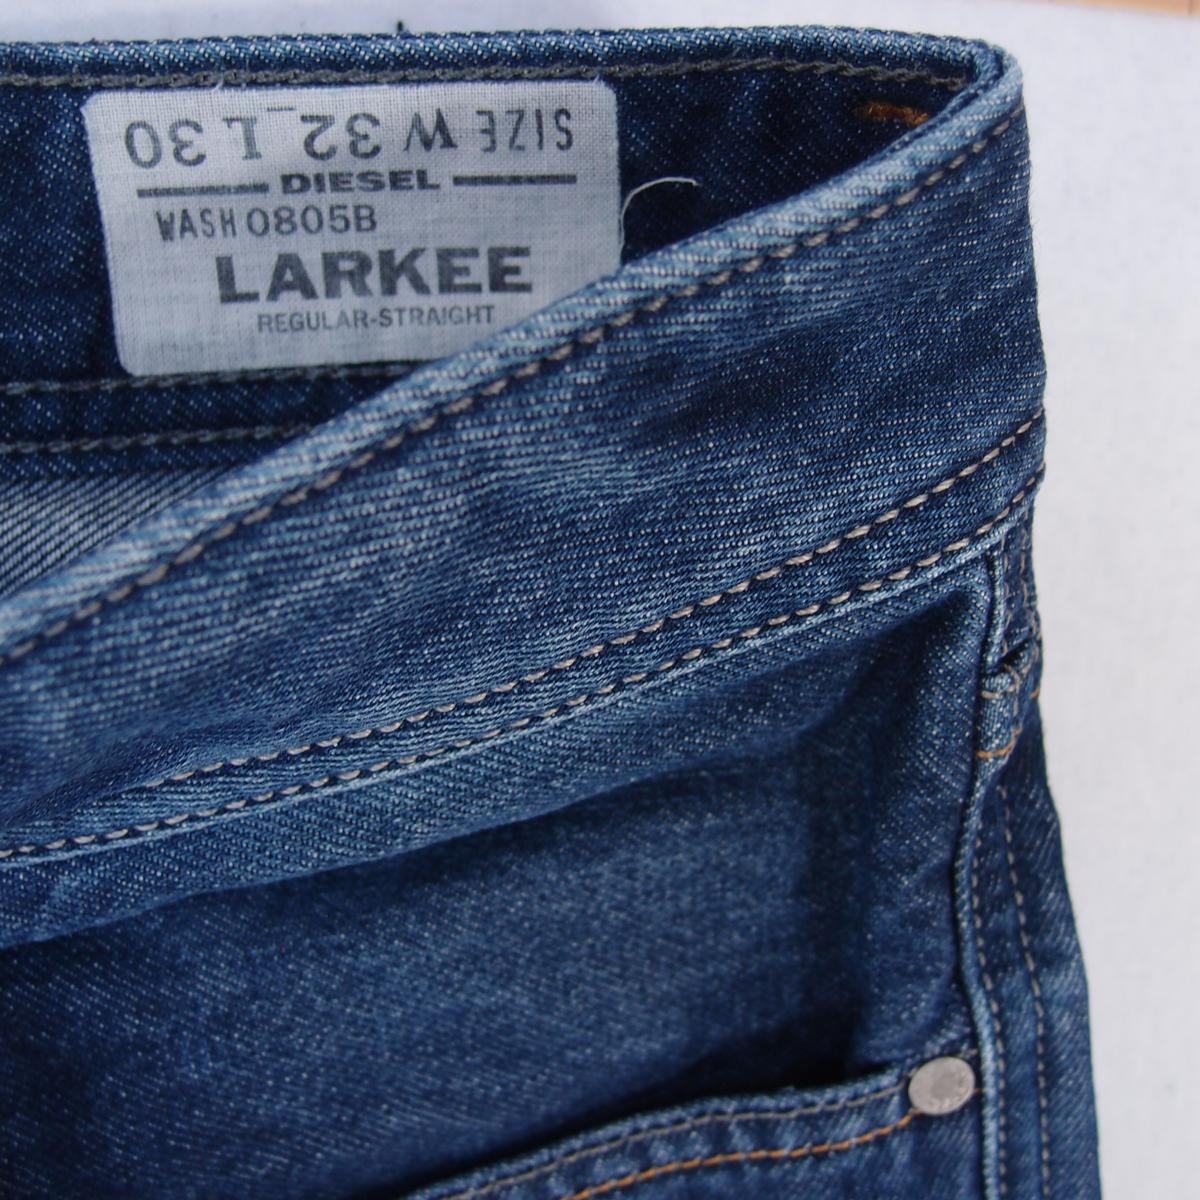 SIZE W 32 L 30
DIESEL
WASH 0805B
LARKEE
REGULAR-STRAIGHT